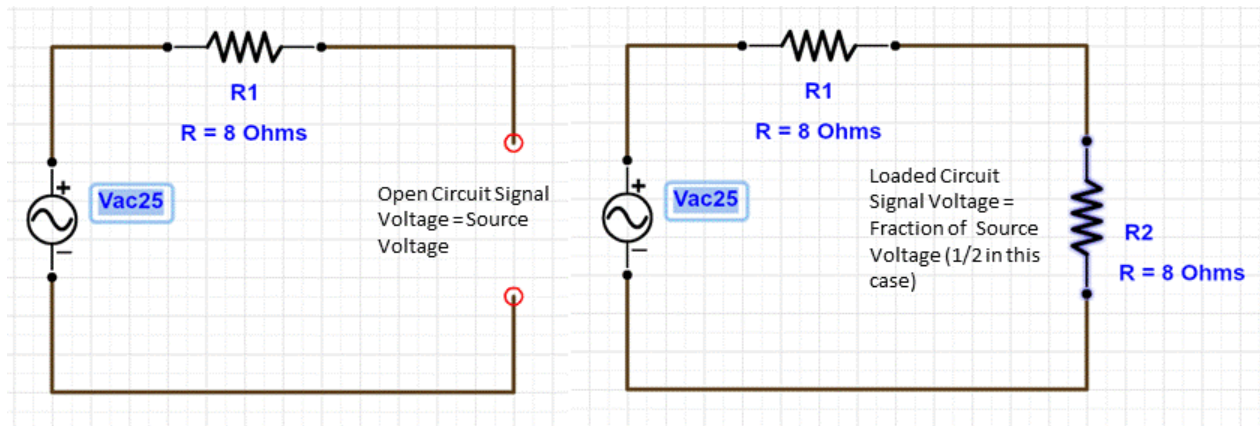 R1
R = 8 Ohms
+
Vac25
−
Open Circuit Signal
Voltage = Source
Voltage
R1
R = 8 Ohms
+
Vac25
−
Loaded Circuit
Signal Voltage =
Fraction of Source
Voltage (1/2 in this
case)
R2
R = 8 Ohms